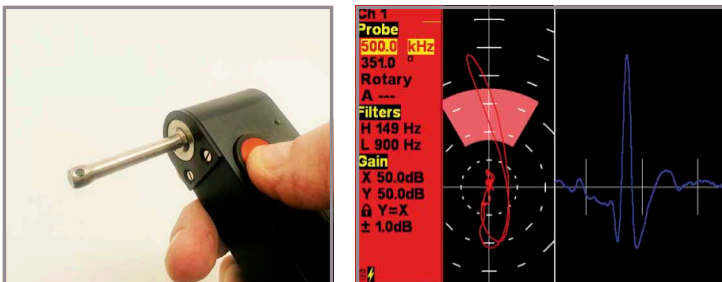 Ch 1
Probe
500.0 kHz
351.0 °
Rotary
A ---
Filters
H 149 Hz
L 900 Hz
Gain
X 50.0dB
Y 50.0dB
Y=X
± 1.0dB